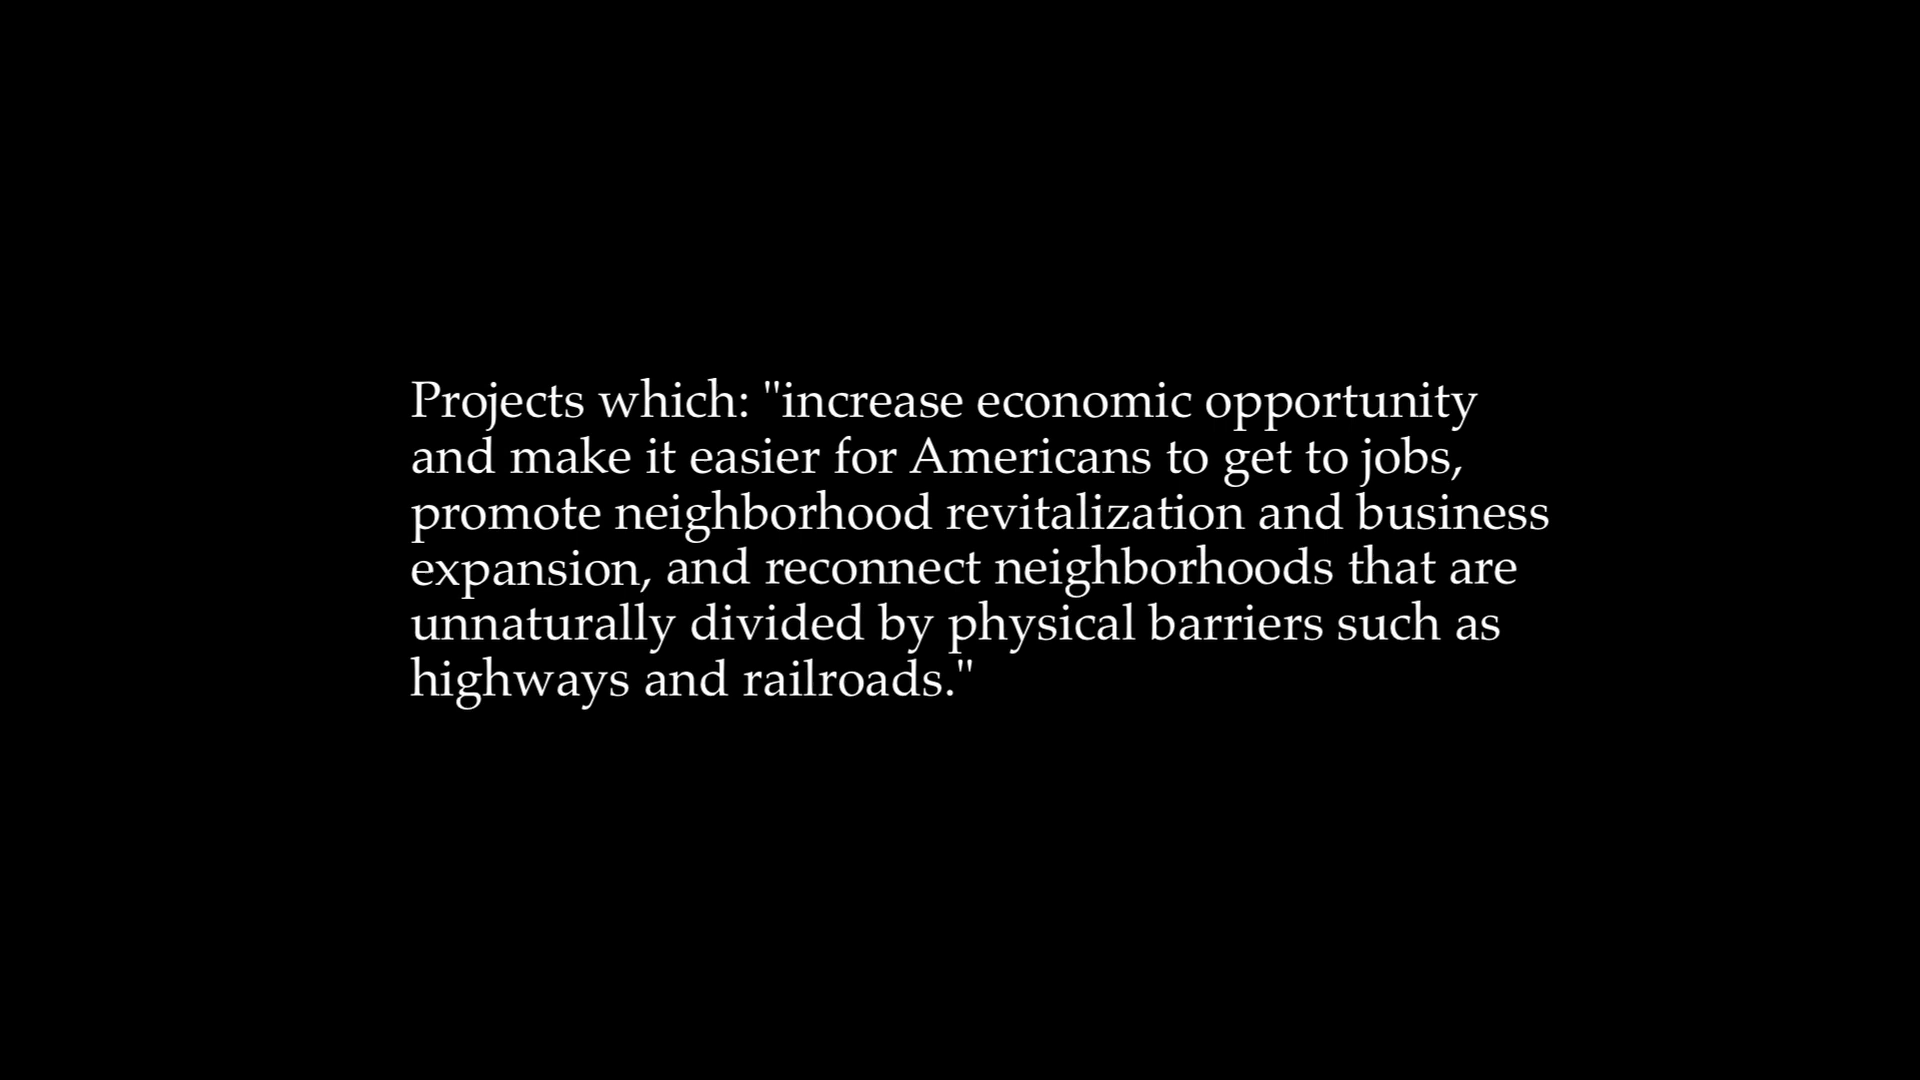 Projects which: "increase economic opportunity
and make it easier for Americans to get to jobs,
promote neighborhood revitalization and business
expansion, and reconnect neighborhoods that are
unnaturally divided by physical barriers such as
highways and railroads."